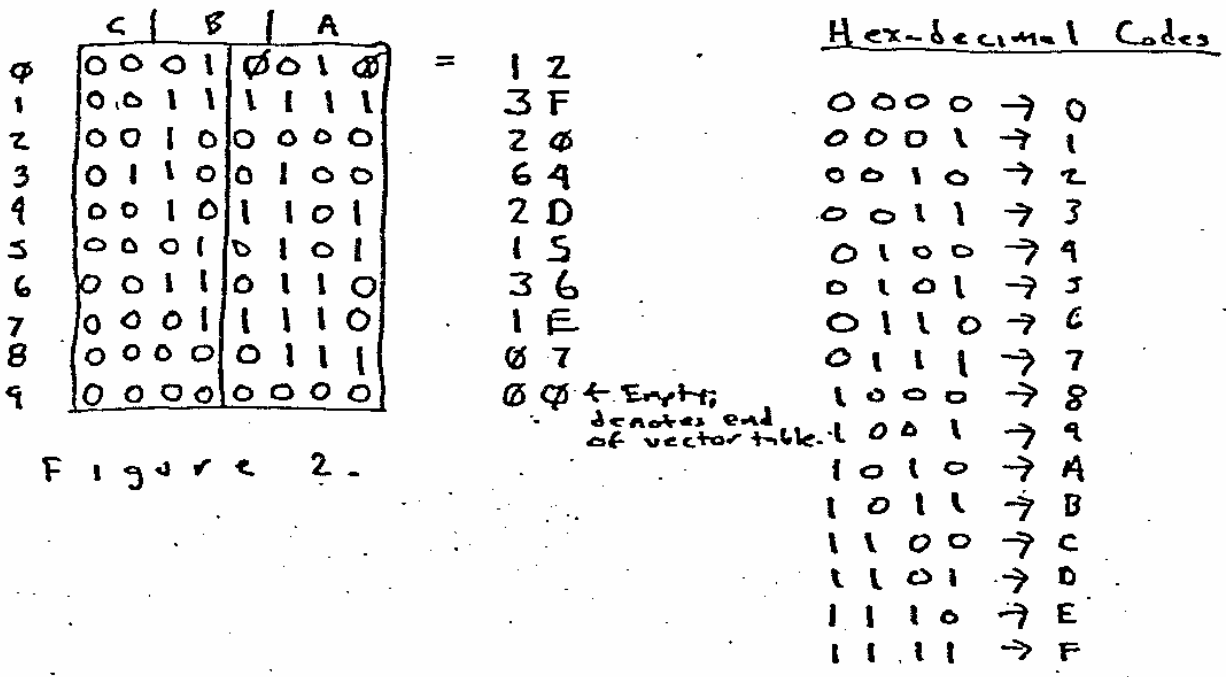 C | B | A
Ø 0 0 0 1 Ø 0 1 Ø = 1 2
1 0 0 1 1 1 1 1 1 3 F
2 0 0 1 0 0 0 0 0 2 Ø
3 0 1 1 0 0 1 0 0 6 4
4 0 0 1 0 1 1 0 1 2 D
5 0 0 0 1 0 1 0 1 1 5
6 0 0 1 1 0 1 1 0 3 6
7 0 0 0 1 1 1 1 0 1 E
8 0 0 0 0 0 1 1 1 Ø 7
9 0 0 0 0 0 0 0 0 Ø Ø ← Empty;
denotes end
of vector table.
Figure 2.
Hex-decimal Codes
0 0 0 0 → 0
0 0 0 1 → 1
0 0 1 0 → 2
0 0 1 1 → 3
0 1 0 0 → 4
0 1 0 1 → 5
0 1 1 0 → 6
0 1 1 1 → 7
1 0 0 0 → 8
1 0 0 1 → 9
1 0 1 0 → A
1 0 1 1 → B
1 1 0 0 → C
1 1 0 1 → D
1 1 1 0 → E
1 1 1 1 → F